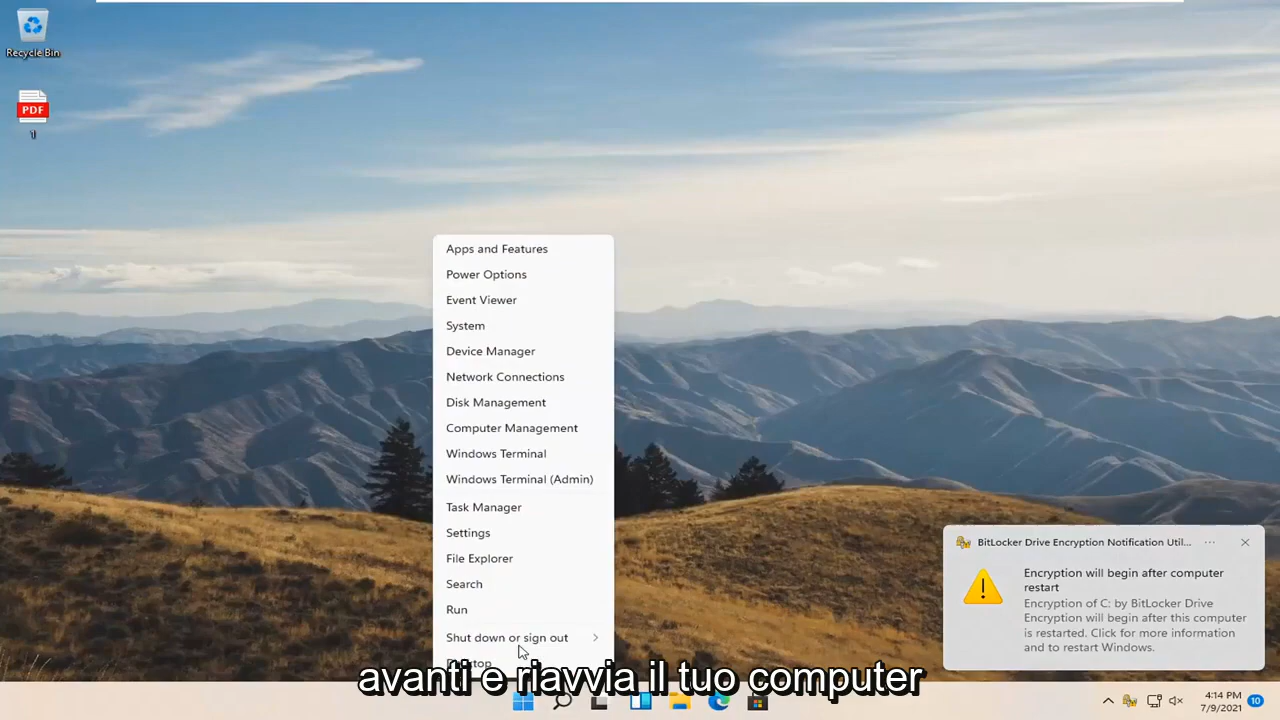 Recycle Bin
PDF
1
Apps and Features
Power Options
Event Viewer
System
Device Manager
Network Connections
Disk Management
Computer Management
Windows Terminal
Windows Terminal (Admin)
Task Manager
Settings
File Explorer
Search
Run
Shut down or sign out
Desktop
BitLocker Drive Encryption Notification Util...
Encryption will begin after computer
restart
Encryption of C: by BitLocker Drive
Encryption will begin after this computer
is restarted. Click for more information
and to restart Windows.
avanti e riavvia il tuo computer
4:14 PM
7/9/2021
10